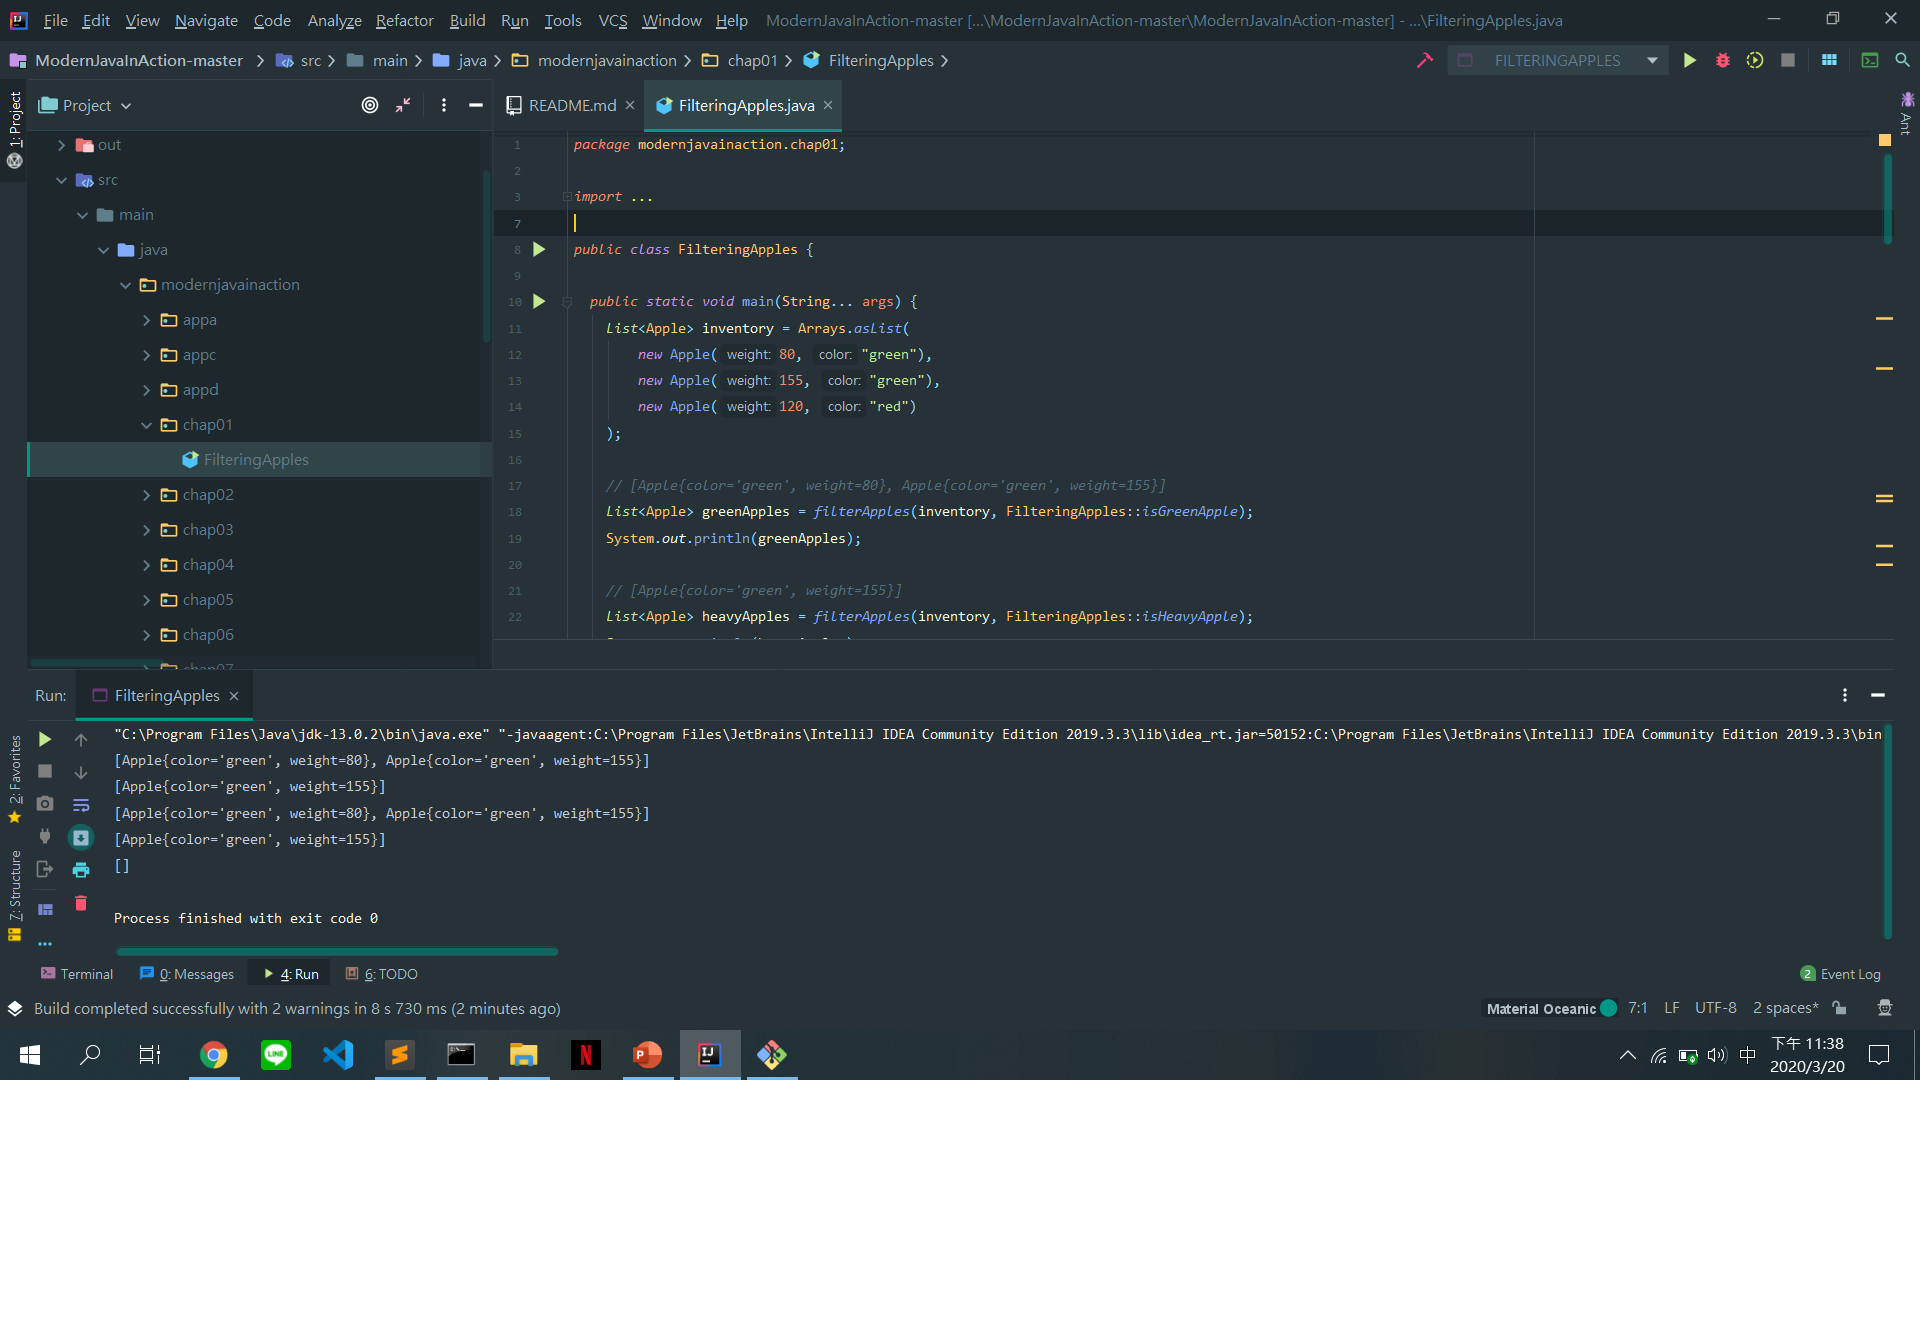 File Edit View Navigate Code Analyze Refactor Build Run Tools VCS Window Help ModernJavaInAction-master [...\ModernJavaInAction-master\ModernJavaInAction-master] - ...\FilteringApples.java
ModernJavaInAction-master src main java modernjavainaction chap01 FilteringApples FILTERINGAPPLES
1: Project
Project
README.md
FilteringApples.java
Ant
out
src
main
java
modernjavainaction
appa
appc
appd
chap01
FilteringApples
chap02
chap03
chap04
chap05
chap06
chap07
1 package modernjavainaction.chap01;
2
3 import ...
7
8 public class FilteringApples {
9
10 public static void main(String... args) {
11 List<Apple> inventory = Arrays.asList(
12 new Apple( weight: 80, color: "green"),
13 new Apple( weight: 155, color: "green"),
14 new Apple( weight: 120, color: "red")
15 );
16
17 // [Apple{color='green', weight=80}, Apple{color='green', weight=155}]
18 List<Apple> greenApples = filterApples(inventory, FilteringApples::isGreenApple);
19 System.out.println(greenApples);
20
21 // [Apple{color='green', weight=155}]
22 List<Apple> heavyApples = filterApples(inventory, FilteringApples::isHeavyApple);
Run: FilteringApples
2: Favorites
7: Structure
"C:\Program Files\Java\jdk-13.0.2\bin\java.exe" "-javaagent:C:\Program Files\JetBrains\IntelliJ IDEA Community Edition 2019.3.3\lib\idea_rt.jar=50152:C:\Program Files\JetBrains\IntelliJ IDEA Community Edition 2019.3.3\bin
[Apple{color='green', weight=80}, Apple{color='green', weight=155}]
[Apple{color='green', weight=155}]
[Apple{color='green', weight=80}, Apple{color='green', weight=155}]
[Apple{color='green', weight=155}]
[]
Process finished with exit code 0
Terminal 0: Messages 4: Run 6: TODO 2 Event Log
Build completed successfully with 2 warnings in 8 s 730 ms (2 minutes ago) Material Oceanic 7:1 LF UTF-8 2 spaces*
LINE
中
下午 11:38
2020/3/20